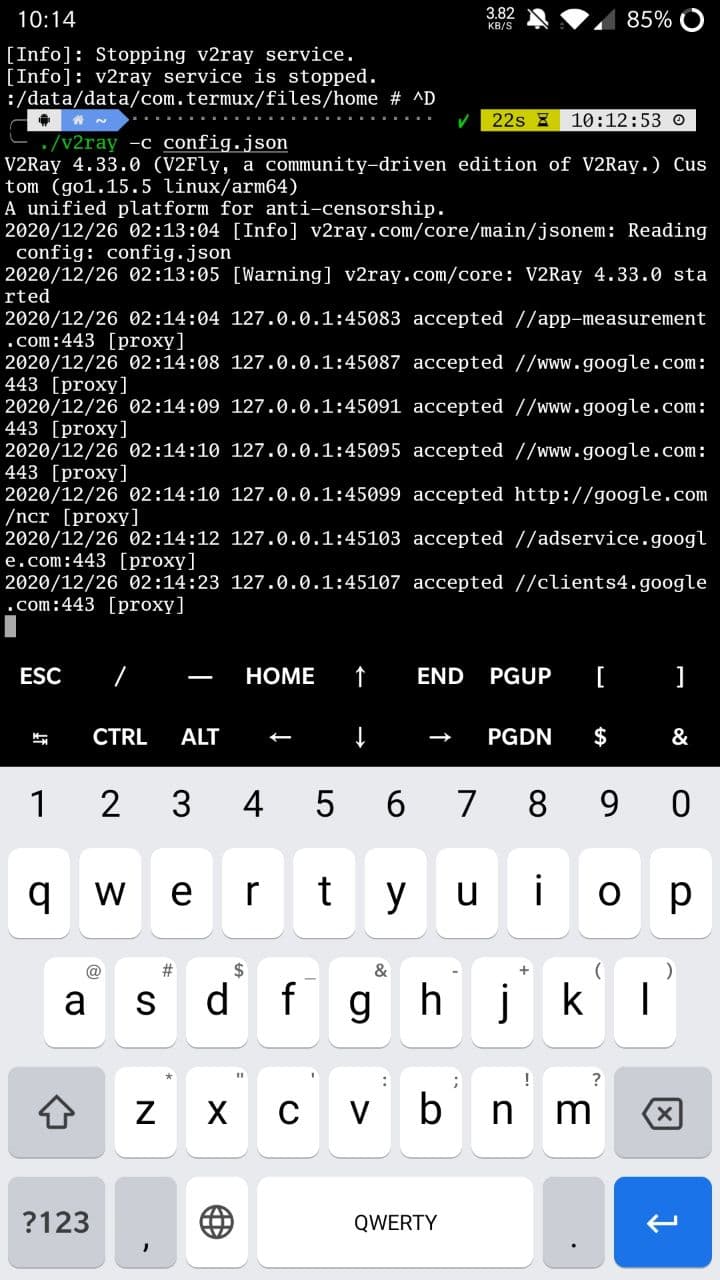 10:14 3.82 KB/S 85%
[Info]: Stopping v2ray service.
[Info]: v2ray service is stopped.
:/data/data/com.termux/files/home # ^D
~ ✓ 22s 10:12:53
./v2ray -c config.json
V2Ray 4.33.0 (V2Fly, a community-driven edition of V2Ray.) Cus
tom (go1.15.5 linux/arm64)
A unified platform for anti-censorship.
2020/12/26 02:13:04 [Info] v2ray.com/core/main/jsonem: Reading
 config: config.json
2020/12/26 02:13:05 [Warning] v2ray.com/core: V2Ray 4.33.0 sta
rted
2020/12/26 02:14:04 127.0.0.1:45083 accepted //app-measurement
.com:443 [proxy]
2020/12/26 02:14:08 127.0.0.1:45087 accepted //www.google.com:
443 [proxy]
2020/12/26 02:14:09 127.0.0.1:45091 accepted //www.google.com:
443 [proxy]
2020/12/26 02:14:10 127.0.0.1:45095 accepted //www.google.com:
443 [proxy]
2020/12/26 02:14:10 127.0.0.1:45099 accepted http://google.com
/ncr [proxy]
2020/12/26 02:14:12 127.0.0.1:45103 accepted //adservice.googl
e.com:443 [proxy]
2020/12/26 02:14:23 127.0.0.1:45107 accepted //clients4.google
.com:443 [proxy]
ESC / — HOME ↑ END PGUP [ ]
↹ CTRL ALT ← ↓ → PGDN $ &
1 2 3 4 5 6 7 8 9 0
q w e r t y u i o p
@ # $ _ & - + ( )
a s d f g h j k l
* " ' : ; ! ?
z x c v b n m
?123 , QWERTY .